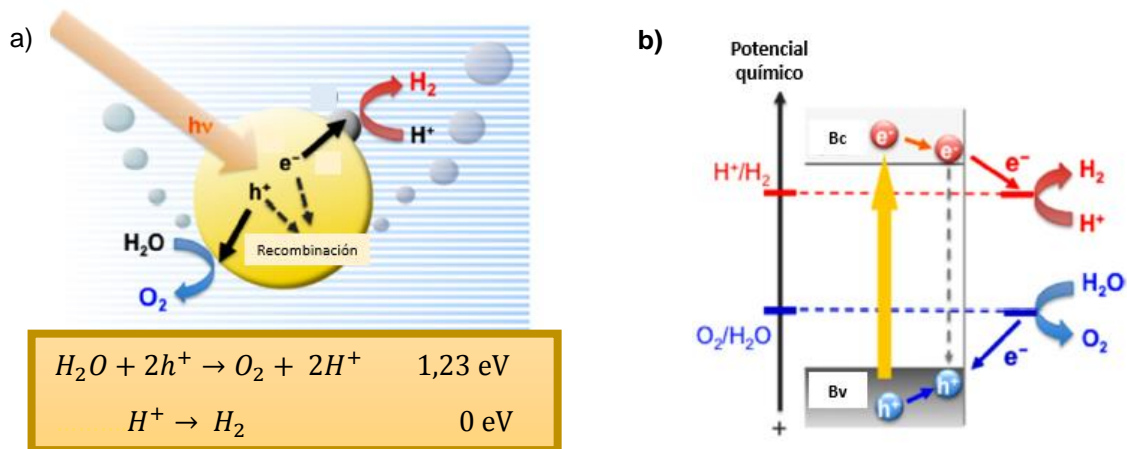 a)
hν
e⁻
h⁺
H₂
H⁺
H₂O
O₂
Recombinación
H₂O + 2h⁺ → O₂ + 2H⁺ 1,23 eV
H⁺ → H₂ 0 eV
b)
Potencial
químico
Bc
e⁻
e⁻
e⁻
H⁺/H₂
H₂
H⁺
O₂/H₂O
H₂O
O₂
e⁻
Bv
h⁺
h⁺
+